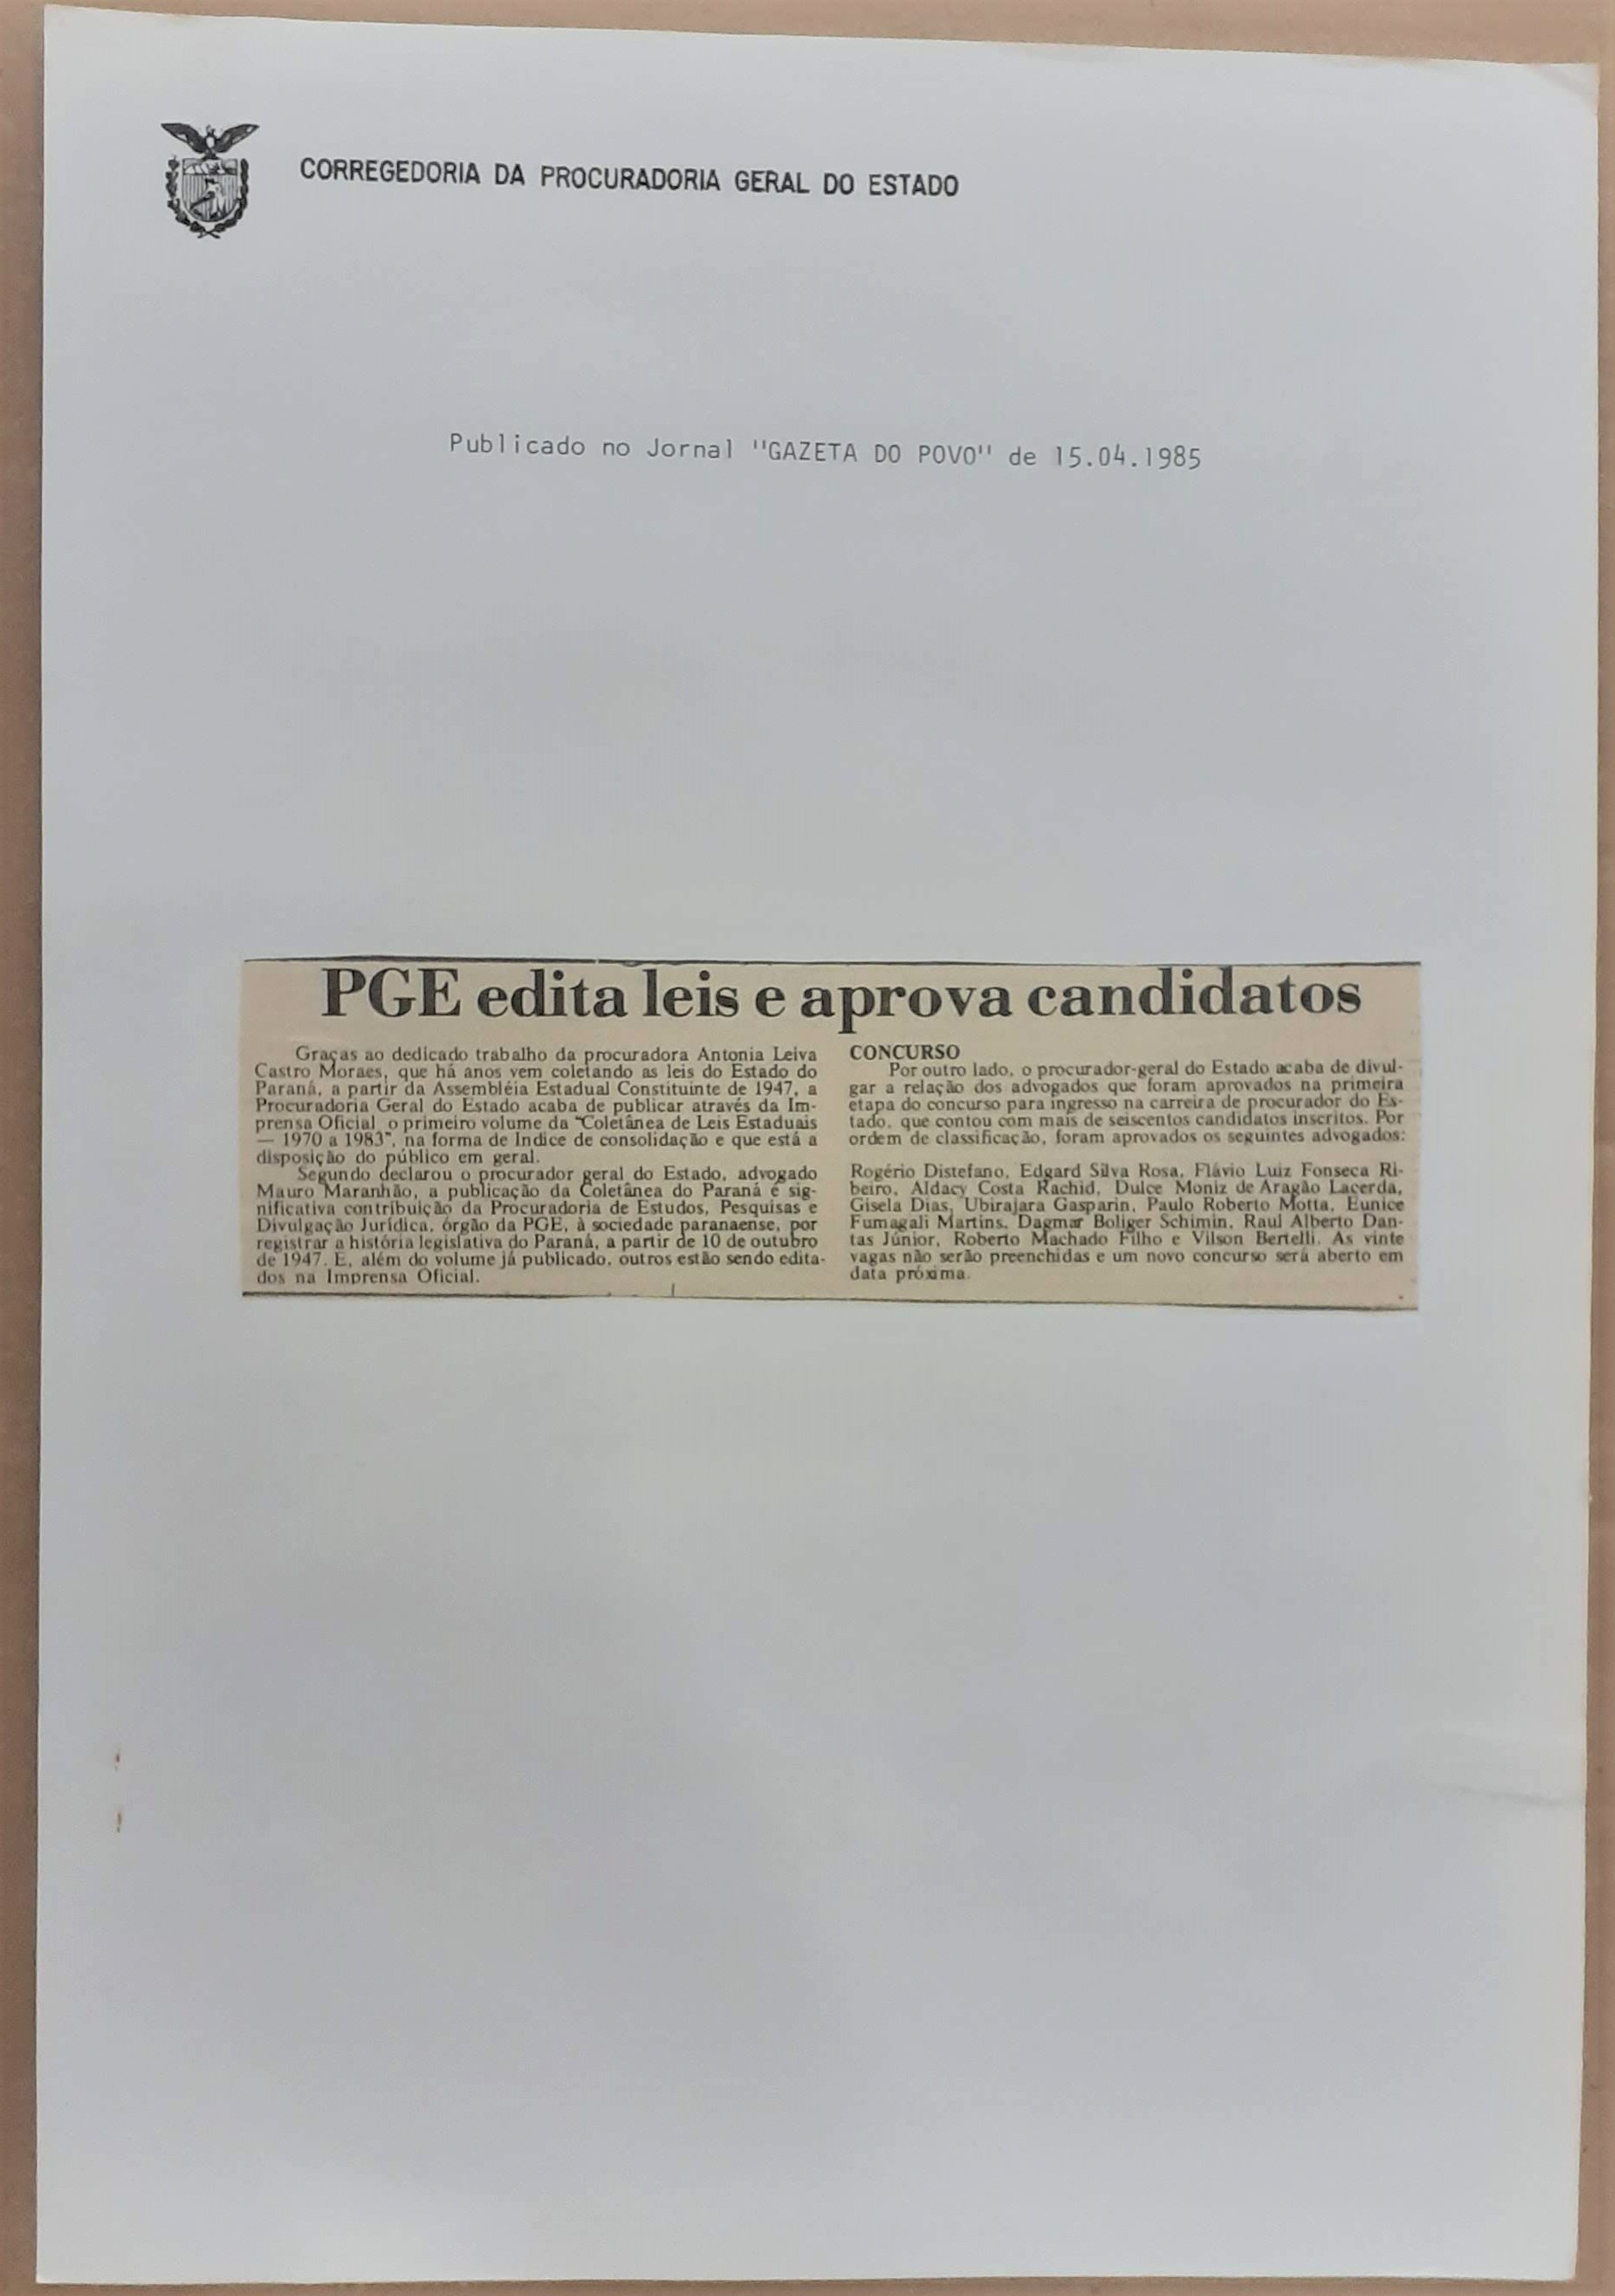 CORREGEDORIA DA PROCURADORIA GERAL DO ESTADO
Publicado no Jornal "GAZETA DO POVO" de 15.04.1985
PGE edita leis e aprova candidatos
Graças ao dedicado trabalho da procuradora Antonia Leiva
Castro Moraes, que há anos vem coletando as leis do Estado do
Paraná, a partir da Assembléia Estadual Constituinte de 1947, a
Procuradoria Geral do Estado acaba de publicar através da Im-
prensa Oficial o primeiro volume da "Coletânea de Leis Estaduais
— 1970 a 1983", na forma de Indice de consolidação e que está a
disposição do público em geral.
Segundo declarou o procurador geral do Estado, advogado
Mauro Maranhão, a publicação da Coletânea do Paraná é sig-
nificativa contribuição da Procuradoria de Estudos, Pesquisas e
Divulgação Jurídica, órgão da PGE, à sociedade paranaense, por
registrar a história legislativa do Paraná, a partir de 10 de outubro
de 1947. E, além do volume já publicado, outros estão sendo edita-
dos na Imprensa Oficial.
CONCURSO
Por outro lado, o procurador-geral do Estado acaba de divul-
gar a relação dos advogados que foram aprovados na primeira
etapa do concurso para ingresso na carreira de procurador do Es-
tado, que contou com mais de seiscentos candidatos inscritos. Por
ordem de classificação, foram aprovados os seguintes advogados:
Rogério Distefano, Edgard Silva Rosa, Flávio Luiz Fonseca Ri-
beiro, Aldacy Costa Rachid, Dulce Moniz de Aragão Lacerda,
Gisela Dias, Ubirajara Gasparin, Paulo Roberto Motta, Eunice
Fumagali Martins, Dagmar Boliger Schimin, Raul Alberto Dan-
tas Júnior, Roberto Machado Filho e Vilson Bertelli. As vinte
vagas não serão preenchidas e um novo concurso será aberto em
data próxima.